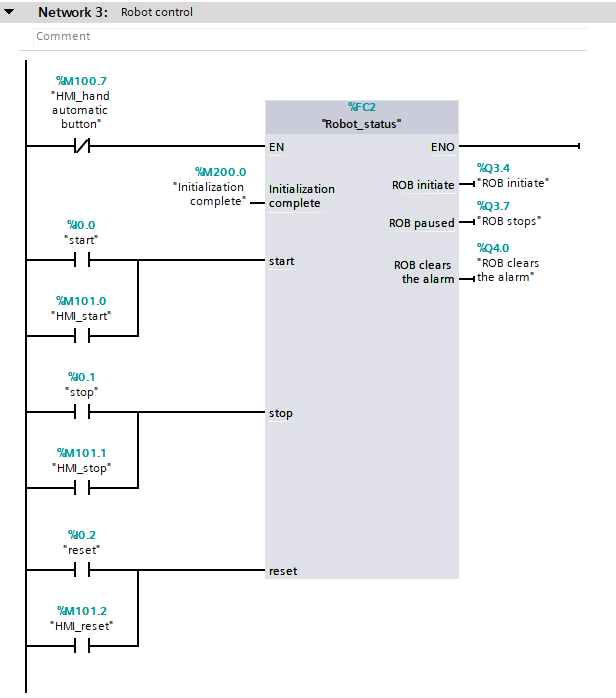 Network 3: Robot control
Comment
%M100.7
"HMI_hand
automatic
button"
%FC2
"Robot_status"
EN
ENO
%M200.0
"Initialization
complete"
Initialization
complete
ROB initiate
%Q3.4
"ROB initiate"
ROB paused
%Q3.7
"ROB stops"
ROB clears
the alarm
%Q4.0
"ROB clears
the alarm"
%I0.0
"start"
start
%M101.0
"HMI_start"
%I0.1
"stop"
stop
%M101.1
"HMI_stop"
%I0.2
"reset"
reset
%M101.2
"HMI_reset"